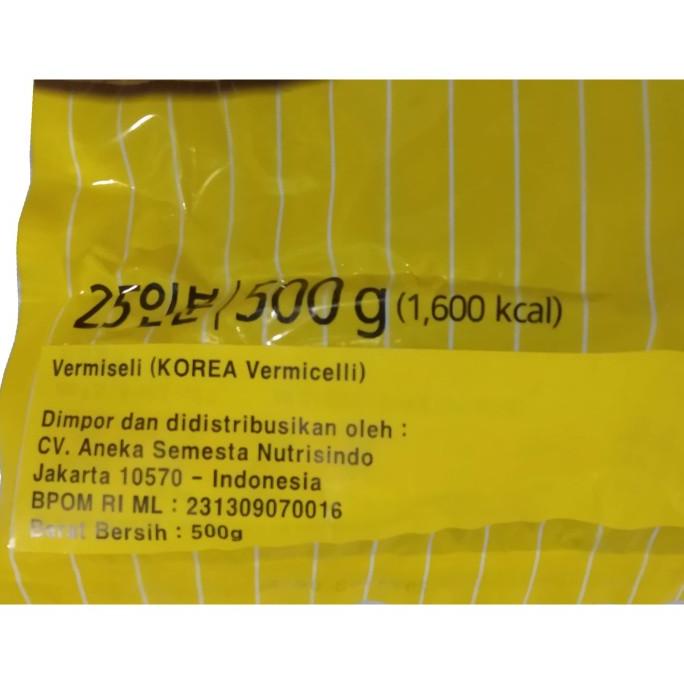 25인분/500 g (1,600 kcal)
Vermiseli (KOREA Vermicelli)
Dimpor dan didistribusikan oleh :
CV. Aneka Semesta Nutrisindo
Jakarta 10570 - Indonesia
BPOM RI ML : 231309070016
Berat Bersih : 500g